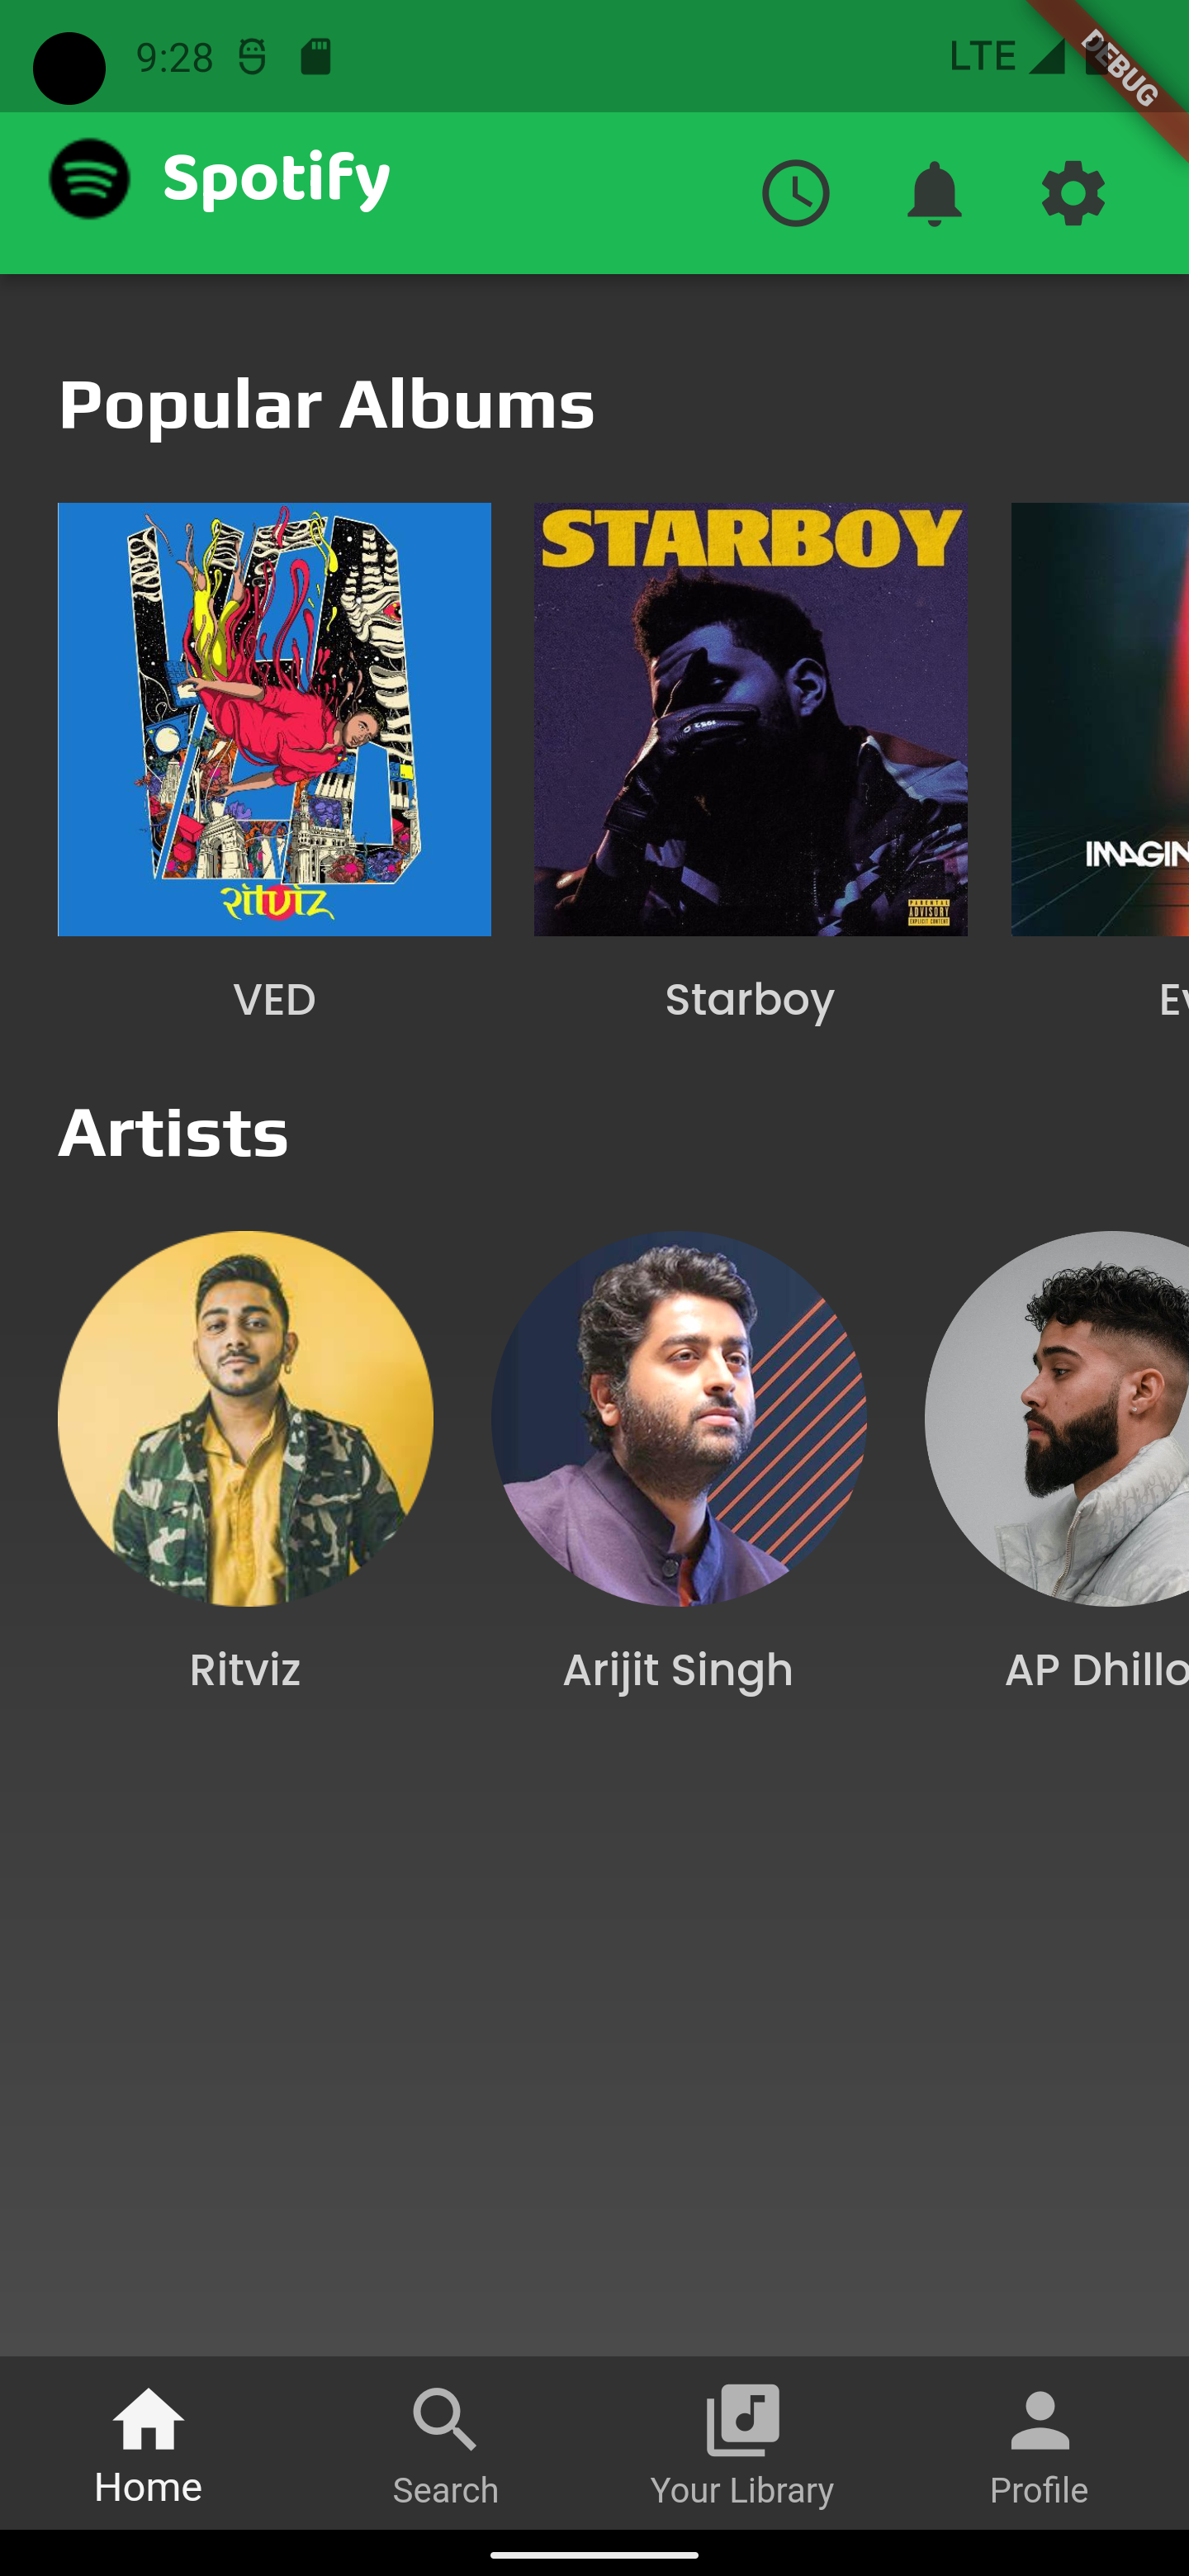 9:28
LTE
DEBUG
Spotify
Popular Albums
STARBOY
रitviz
PARENTAL
ADVISORY
EXPLICIT CONTENT
IMAGIN
VED
Starboy
Ev
Artists
Ritviz
Arijit Singh
AP Dhillo
Home
Search
Your Library
Profile